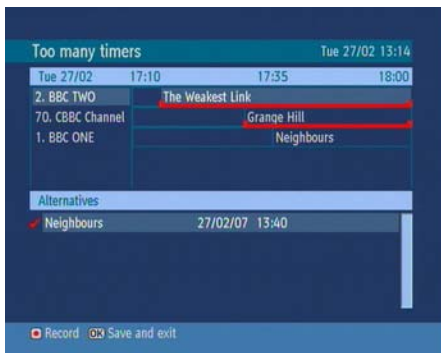 Too many timers Tue 27/02 13:14
Tue 27/02 17:10 17:35 18:00
2. BBC TWO The Weakest Link
70. CBBC Channel Grange Hill
1. BBC ONE Neighbours
Alternatives
Neighbours 27/02/07 13:40
Record OK Save and exit